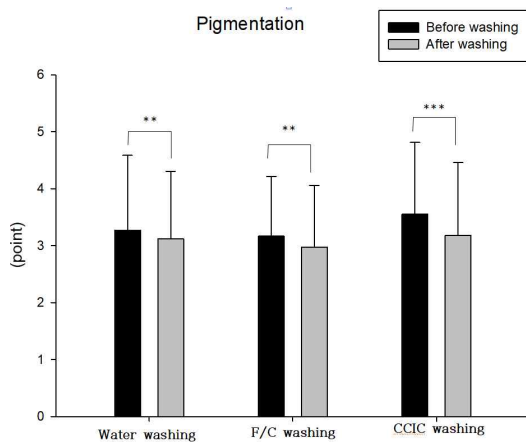 Pigmentation
Before washing
After washing
(point)
6
5
4
3
2
1
0
**
**
***
Water washing
F/C washing
CCIC washing